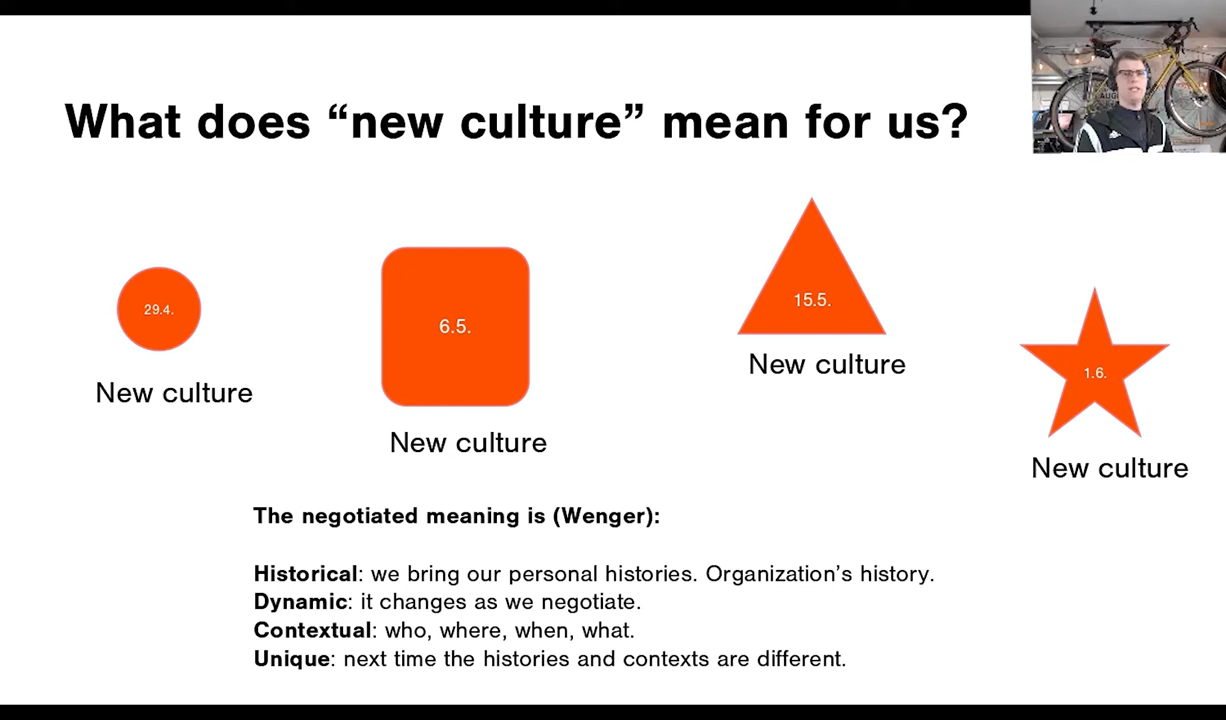 What does “new culture” mean for us?
29.4.
New culture
6.5.
New culture
15.5.
New culture
1.6.
New culture
The negotiated meaning is (Wenger):
Historical: we bring our personal histories. Organization’s history.
Dynamic: it changes as we negotiate.
Contextual: who, where, when, what.
Unique: next time the histories and contexts are different.